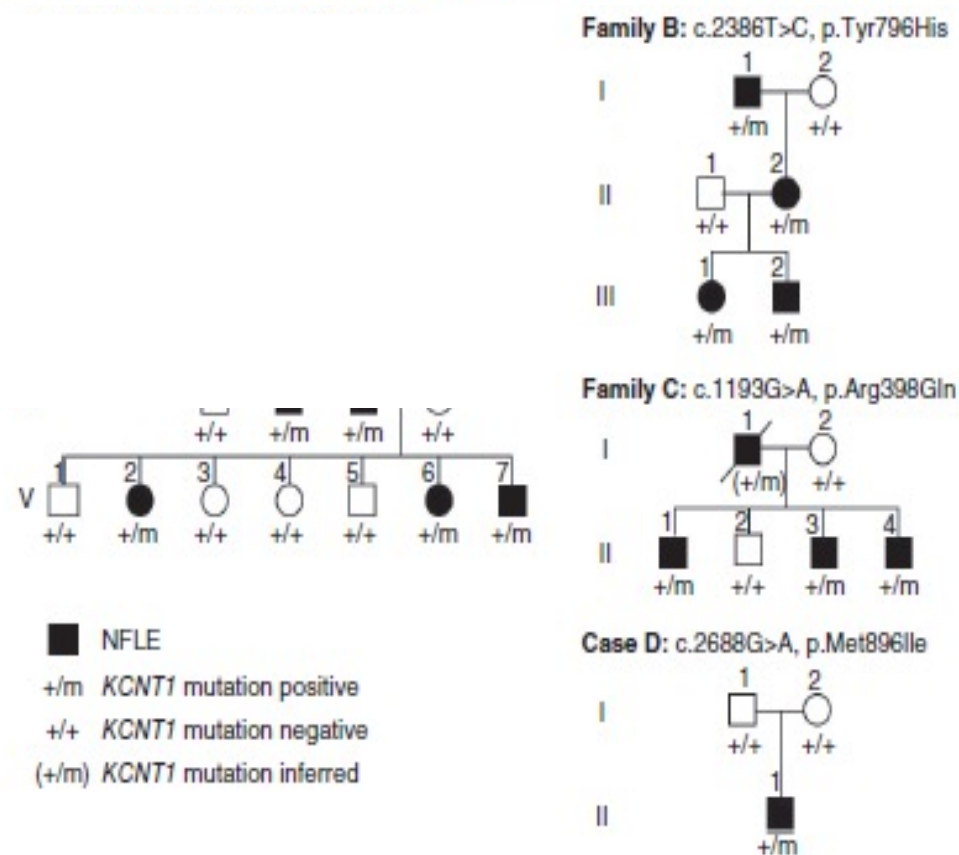 +/+ +/m +/m +/+
1 2 3 4 5 6 7
V
+/+ +/m +/+ +/+ +/+ +/m +/m
NFLE
+/m KCNT1 mutation positive
+/+ KCNT1 mutation negative
(+/m) KCNT1 mutation inferred
Family B: c.2386T>C, p.Tyr796His
1 2
I
+/m +/+
1 2
II
+/+ +/m
1 2
III
+/m +/m
Family C: c.1193G>A, p.Arg398Gln
1 2
I
(+/m) +/+
1 2 3 4
II
+/m +/+ +/m +/m
Case D: c.2688G>A, p.Met896Ile
1 2
I
+/+ +/+
1
II
+/m